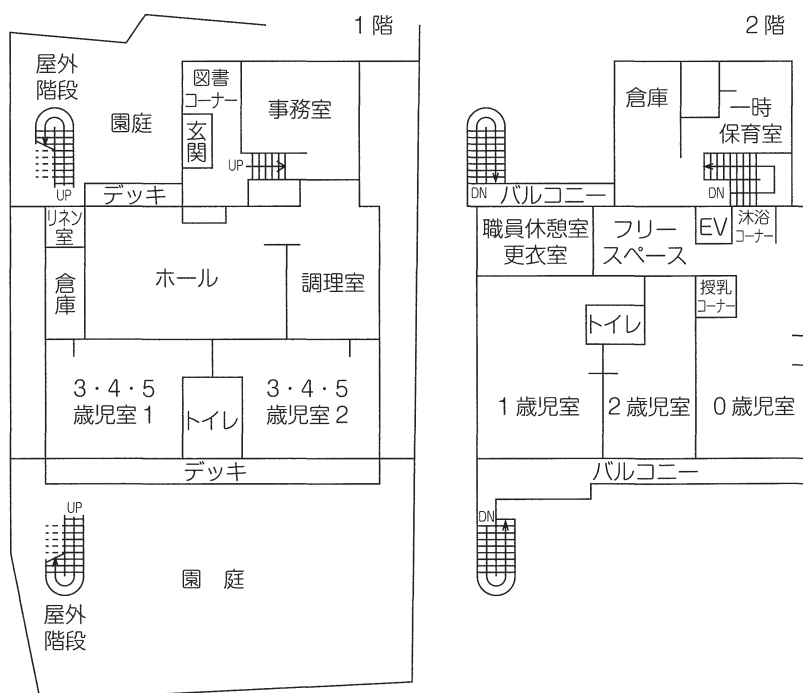 1階
屋外
階段
UP
園庭
図書
コーナー
玄関
事務室
UP
デッキ
リネン
室
倉庫
ホール
調理室
3・4・5
歳児室1
トイレ
3・4・5
歳児室2
デッキ
UP
屋外
階段
園 庭
2階
倉庫
一時
保育室
DN
バルコニー
DN
職員休憩室
更衣室
フリー
スペース
EV
沐浴
コーナー
授乳
コーナー
トイレ
1歳児室
2歳児室
0歳児室
バルコニー
DN